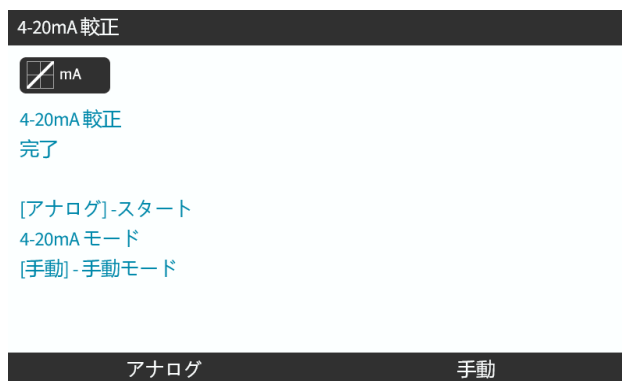 4-20mA 較正
mA
4-20mA 較正
完了
[アナログ] -スタート
4-20mA モード
[手動] - 手動モード
アナログ 手動